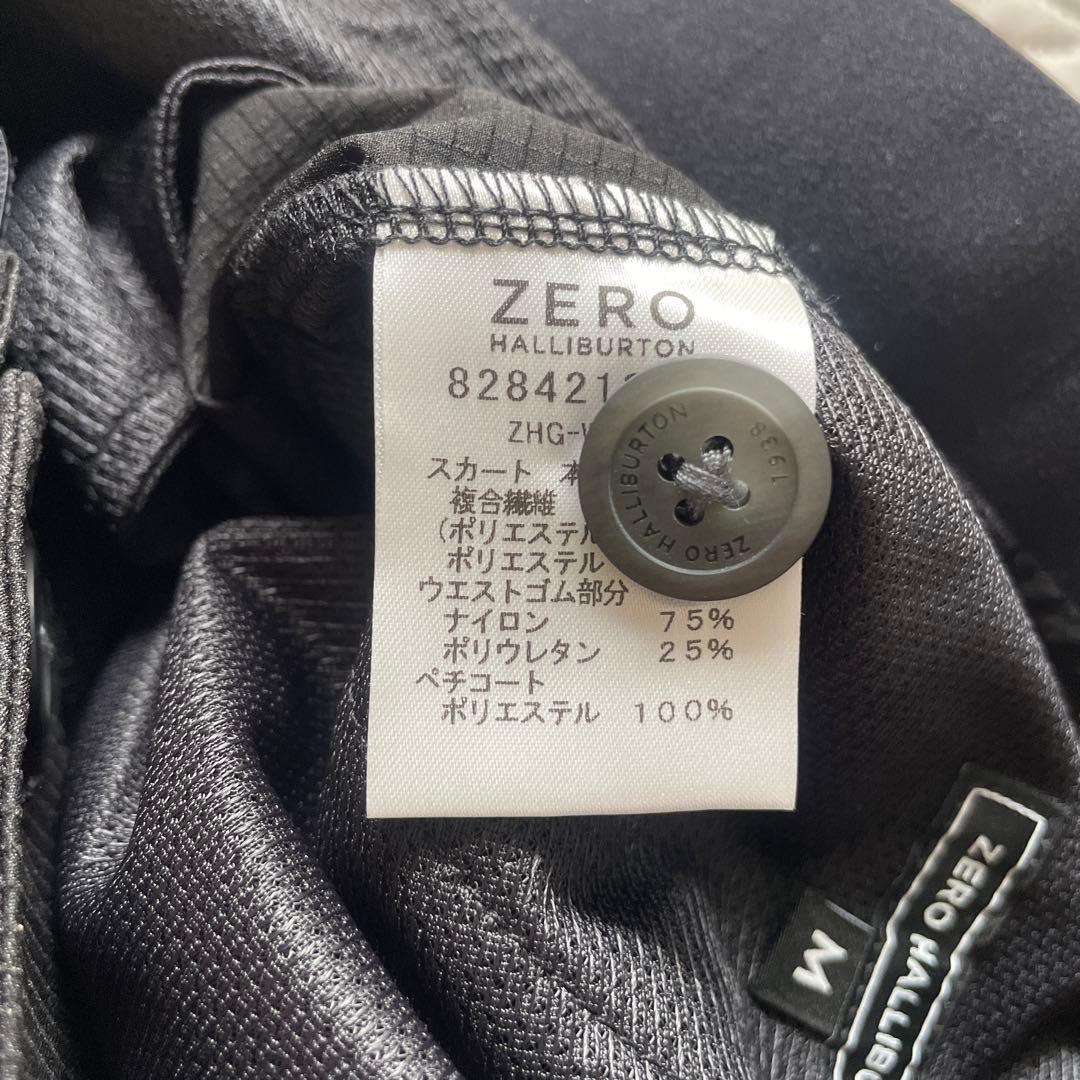 ZERO
HALLIBURTON
828421
ZHG-
スカート 本
複合繊維
(ポリエステル
ポリエステル
ウエストゴム部分
ナイロン 75%
ポリウレタン 25%
ペチコート
ポリエステル 100%
ZERO HALLIBURTON 1938
ZERO HALLIBU
M